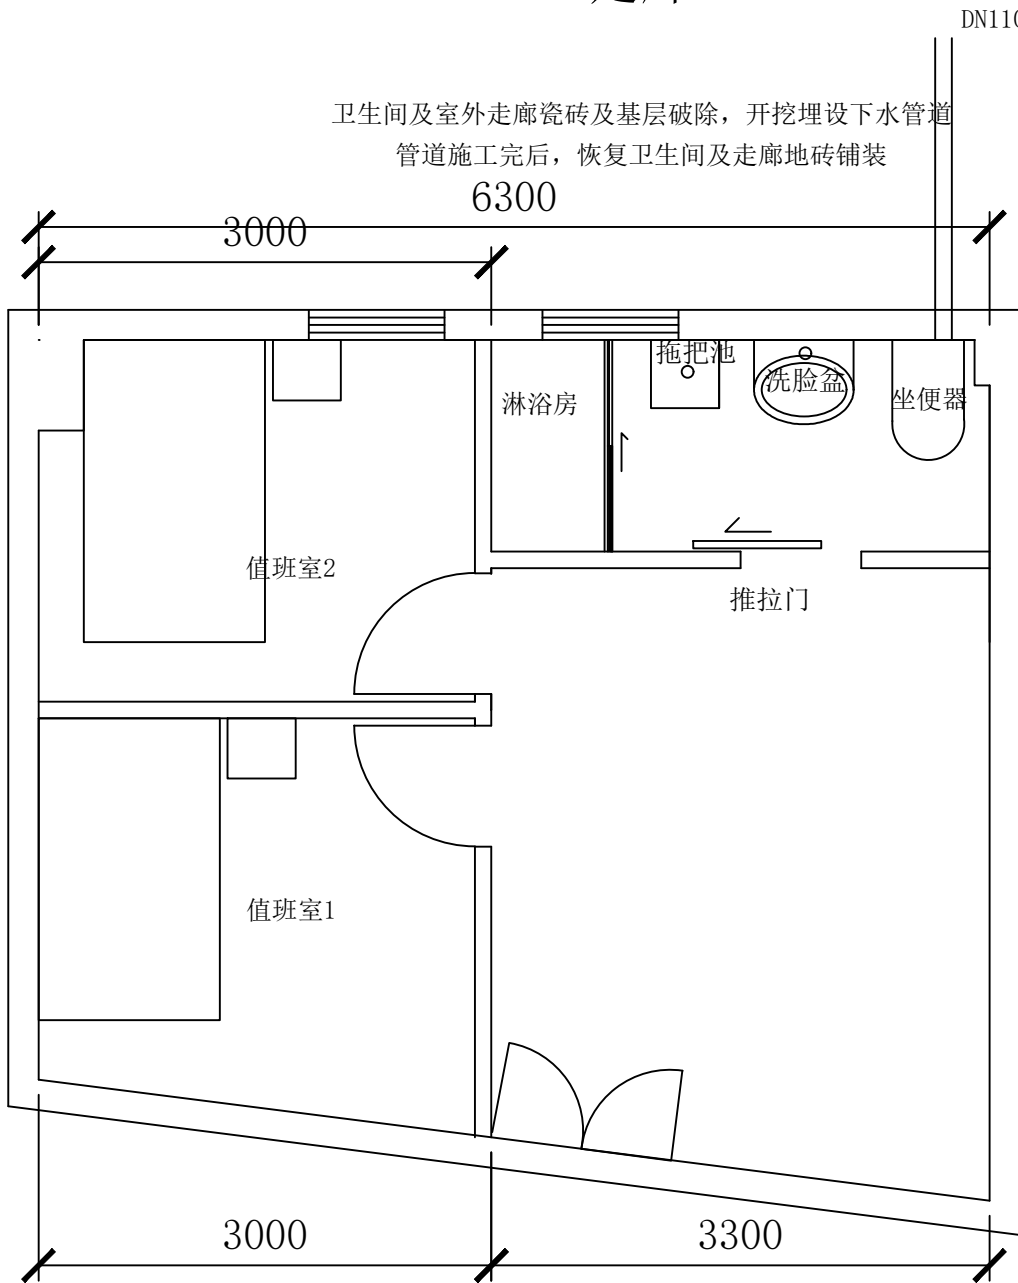 DN110
卫生间及室外走廊瓷砖及基层破除，开挖埋设下水管道
管道施工完后，恢复卫生间及走廊地砖铺装
6300
3000
拖把池
洗脸盆
坐便器
淋浴房
值班室2
推拉门
值班室1
3000
3300